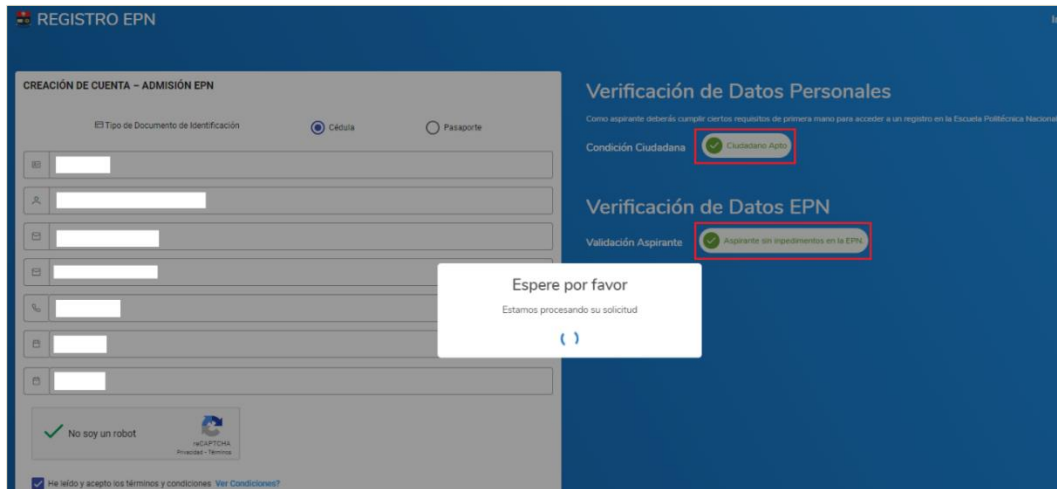 REGISTRO EPN
CREACIÓN DE CUENTA – ADMISIÓN EPN
Tipo de Documento de Identificación
Cédula
Pasaporte
No soy un robot
reCAPTCHA
Privacidad - Términos
He leído y acepto los términos y condiciones Ver Condiciones?
Verificación de Datos Personales
Como aspirante deberás cumplir ciertos requisitos de primera mano para acceder a un registro en la Escuela Politécnica Nacional
Condición Ciudadana
Ciudadano Apto
Verificación de Datos EPN
Validación Aspirante
Aspirante sin inpedimentos en la EPN.
Espere por favor
Estamos procesando su solicitud